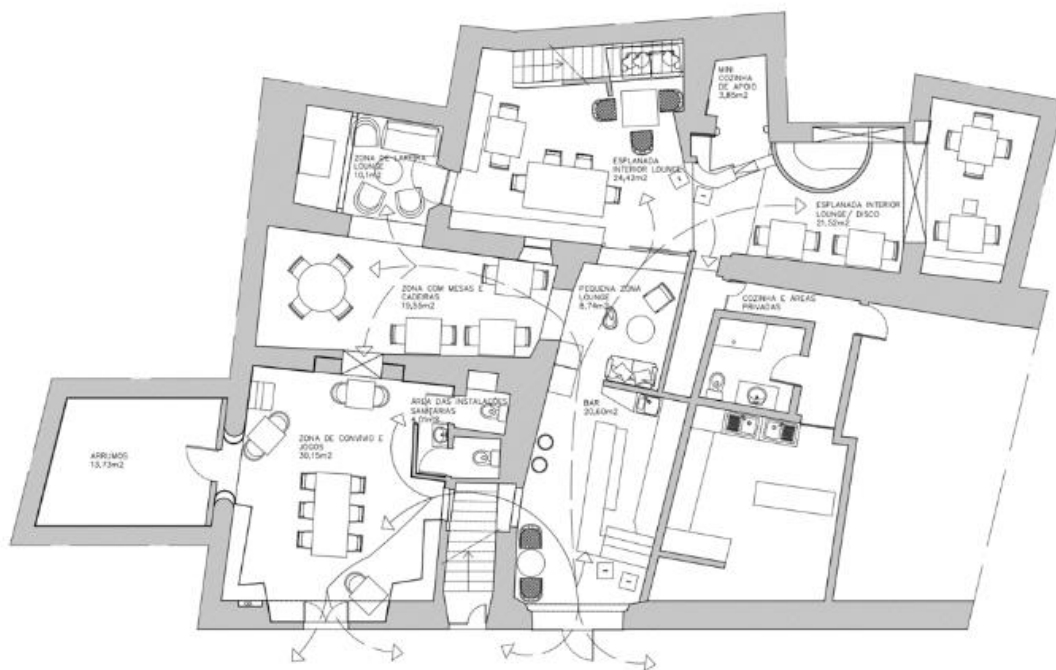 MINI
COZINHA
DE APOIO
3,85m2
ZONA DE LAREIRA
LOUNGE
10,1m2
ESPLANADA
INTERIOR LOUNGE
24,42m2
ESPLANADA INTERIOR
LOUNGE/ DISCO
21,52m2
ZONA COM MESAS E
CADEIRAS
19,55m2
PEQUENA ZONA
LOUNGE
8,74m2
COZINHA E ÁREAS
PRIVADAS
ÁREA DAS INSTALAÇÕES
SANITÁRIAS
BAR
20,60m2
ZONA DE CONVÍVIO E
JOGOS
30,15m2
ARRUMOS
13,73m2